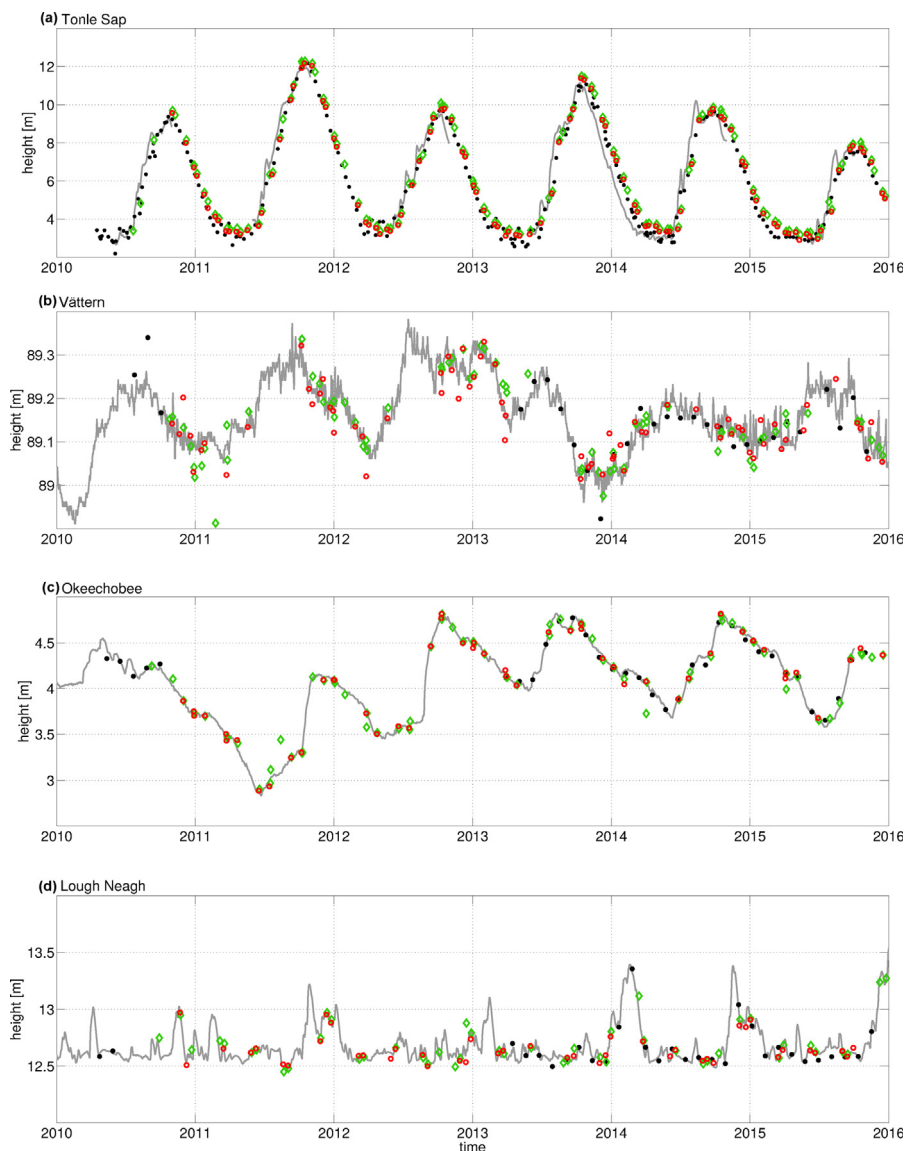 (a) Tonle Sap
12
10
8
6
4
height [m]
2010 2011 2012 2013 2014 2015 2016
(b) Vättern
89.3
89.2
89.1
89
height [m]
2010 2011 2012 2013 2014 2015 2016
(c) Okeechobee
4.5
4
3.5
3
height [m]
2010 2011 2012 2013 2014 2015 2016
(d) Lough Neagh
13.5
13
12.5
height [m]
2010 2011 2012 2013 2014 2015 2016
time